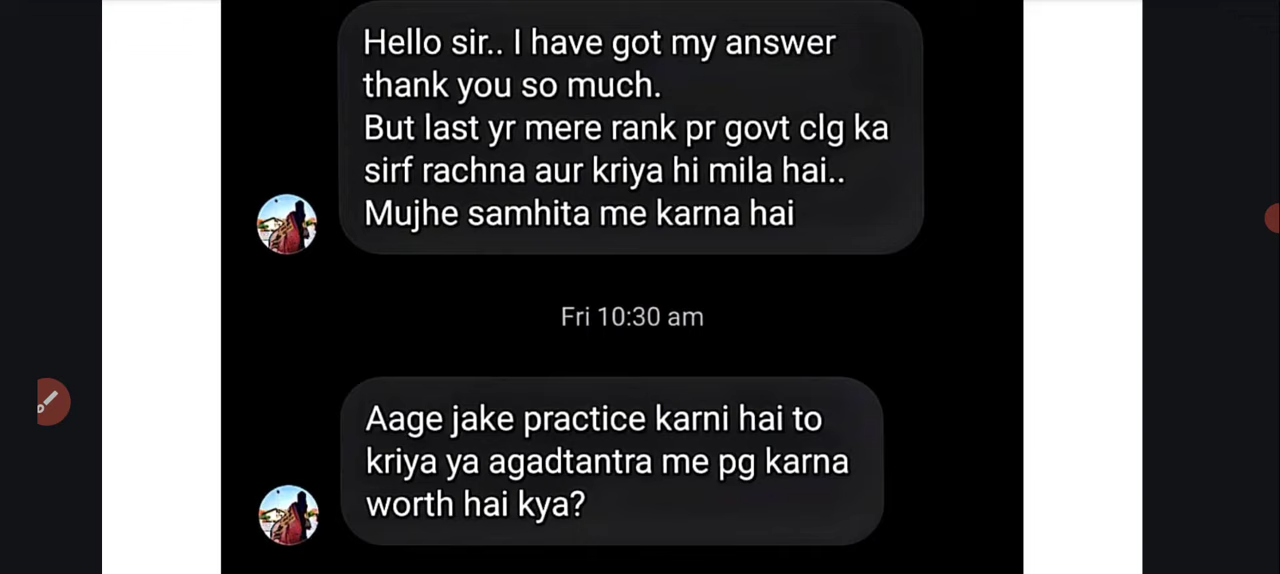 Hello sir.. I have got my answer
thank you so much.
But last yr mere rank pr govt clg ka
sirf rachna aur kriya hi mila hai..
Mujhe samhita me karna hai
Fri 10:30 am
Aage jake practice karni hai to
kriya ya agadtantra me pg karna
worth hai kya?